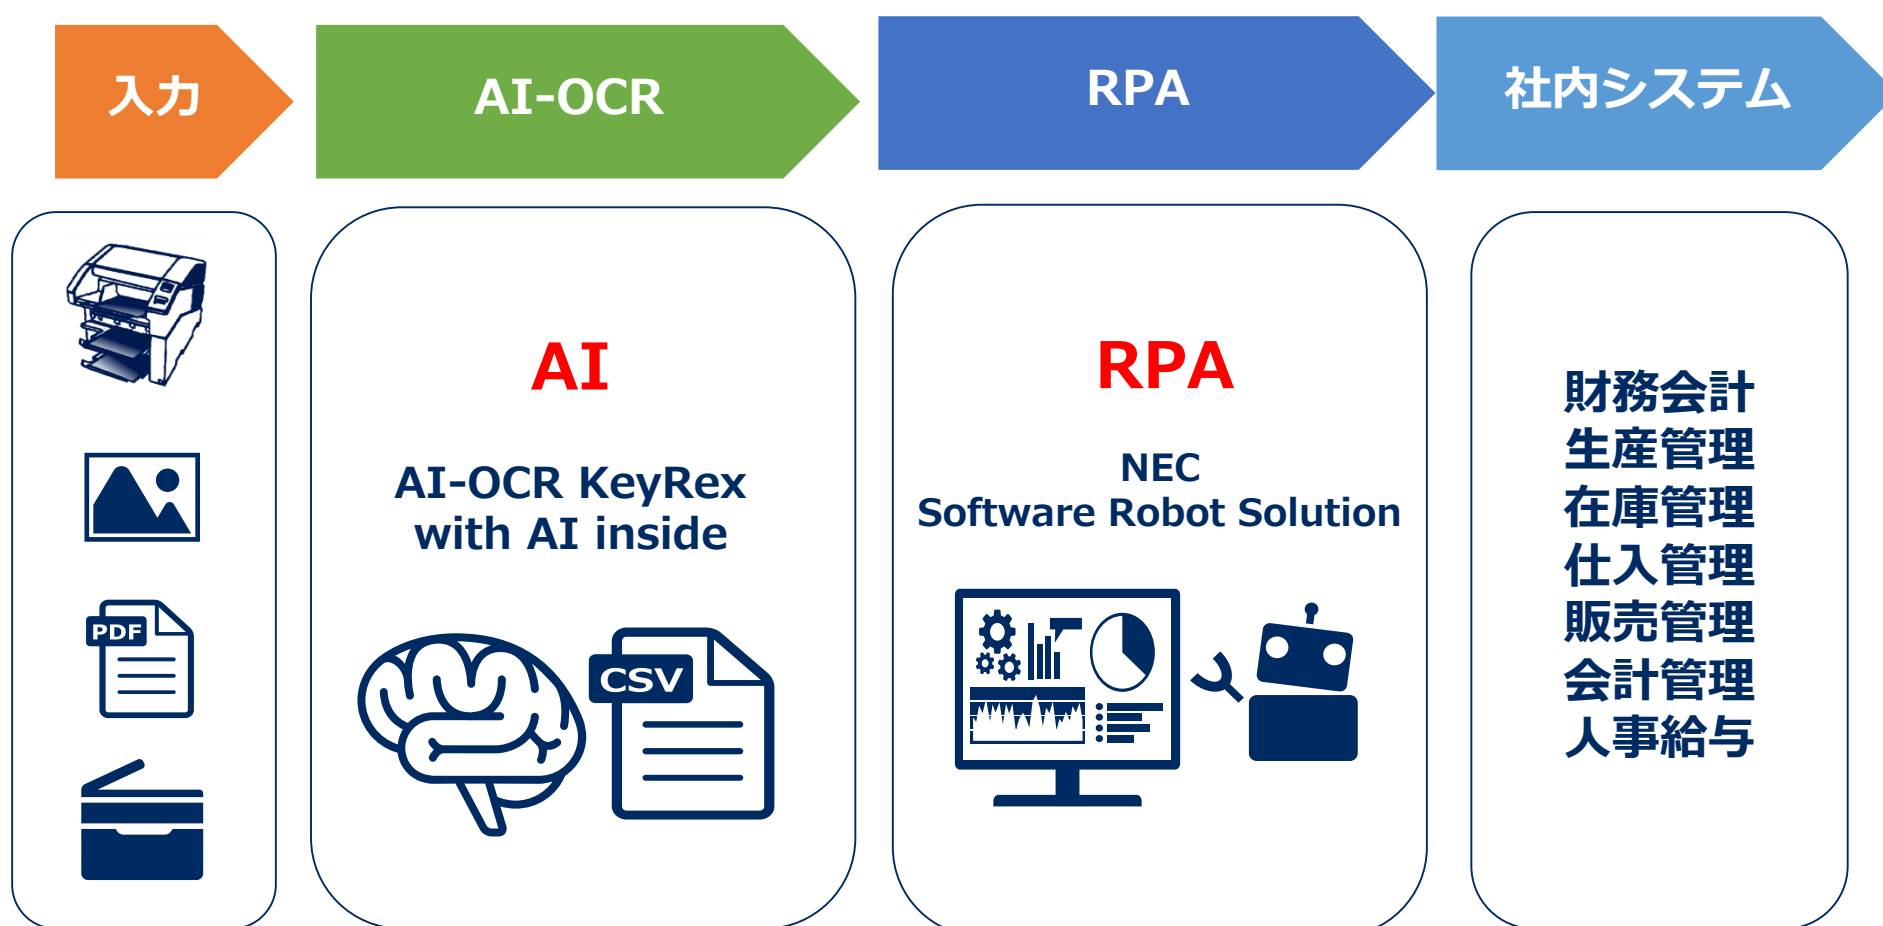 入力
AI-OCR
RPA
社内システム
PDF
AI
AI-OCR KeyRex
with AI inside
CSV
RPA
NEC
Software Robot Solution
財務会計
生産管理
在庫管理
仕入管理
販売管理
会計管理
人事給与